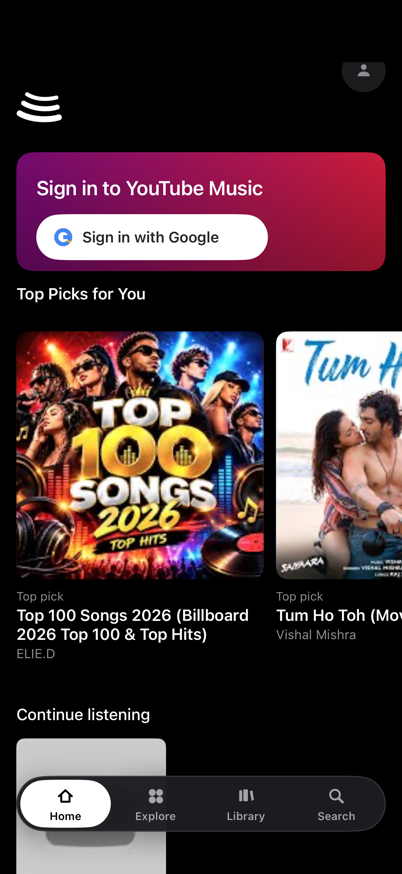 Sign in to YouTube Music
Sign in with Google
Top Picks for You
TOP
100
SONGS
2026
TOP HITS
Tum H
SAIYAARA
Top pick
Top 100 Songs 2026 (Billboard
2026 Top 100 & Top Hits)
ELIE.D
Top pick
Tum Ho Toh (Mov
Vishal Mishra
Continue listening
Home
Explore
Library
Search